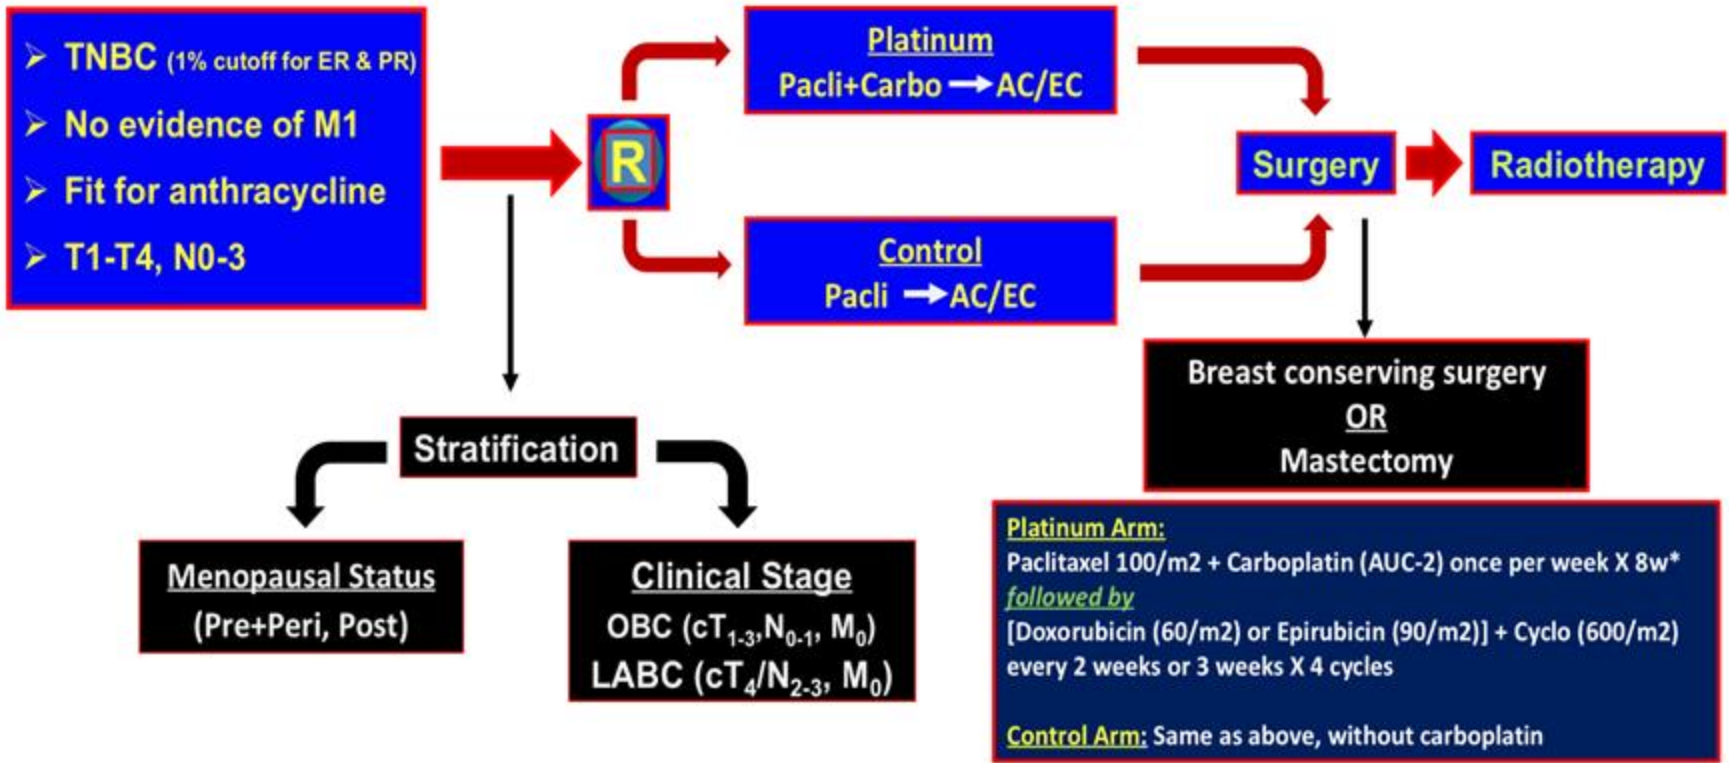 ➢ TNBC (1% cutoff for ER & PR)
➢ No evidence of M1
➢ Fit for anthracycline
➢ T1-T4, N0-3
R
Platinum
Pacli+Carbo → AC/EC
Control
Pacli → AC/EC
Surgery
Radiotherapy
Breast conserving surgery
OR
Mastectomy
Stratification
Menopausal Status
(Pre+Peri, Post)
Clinical Stage
OBC (cT1-3,N0-1, M0)
LABC (cT4/N2-3, M0)
Platinum Arm:
Paclitaxel 100/m2 + Carboplatin (AUC-2) once per week X 8w*
followed by
[Doxorubicin (60/m2) or Epirubicin (90/m2)] + Cyclo (600/m2)
every 2 weeks or 3 weeks X 4 cycles
Control Arm: Same as above, without carboplatin